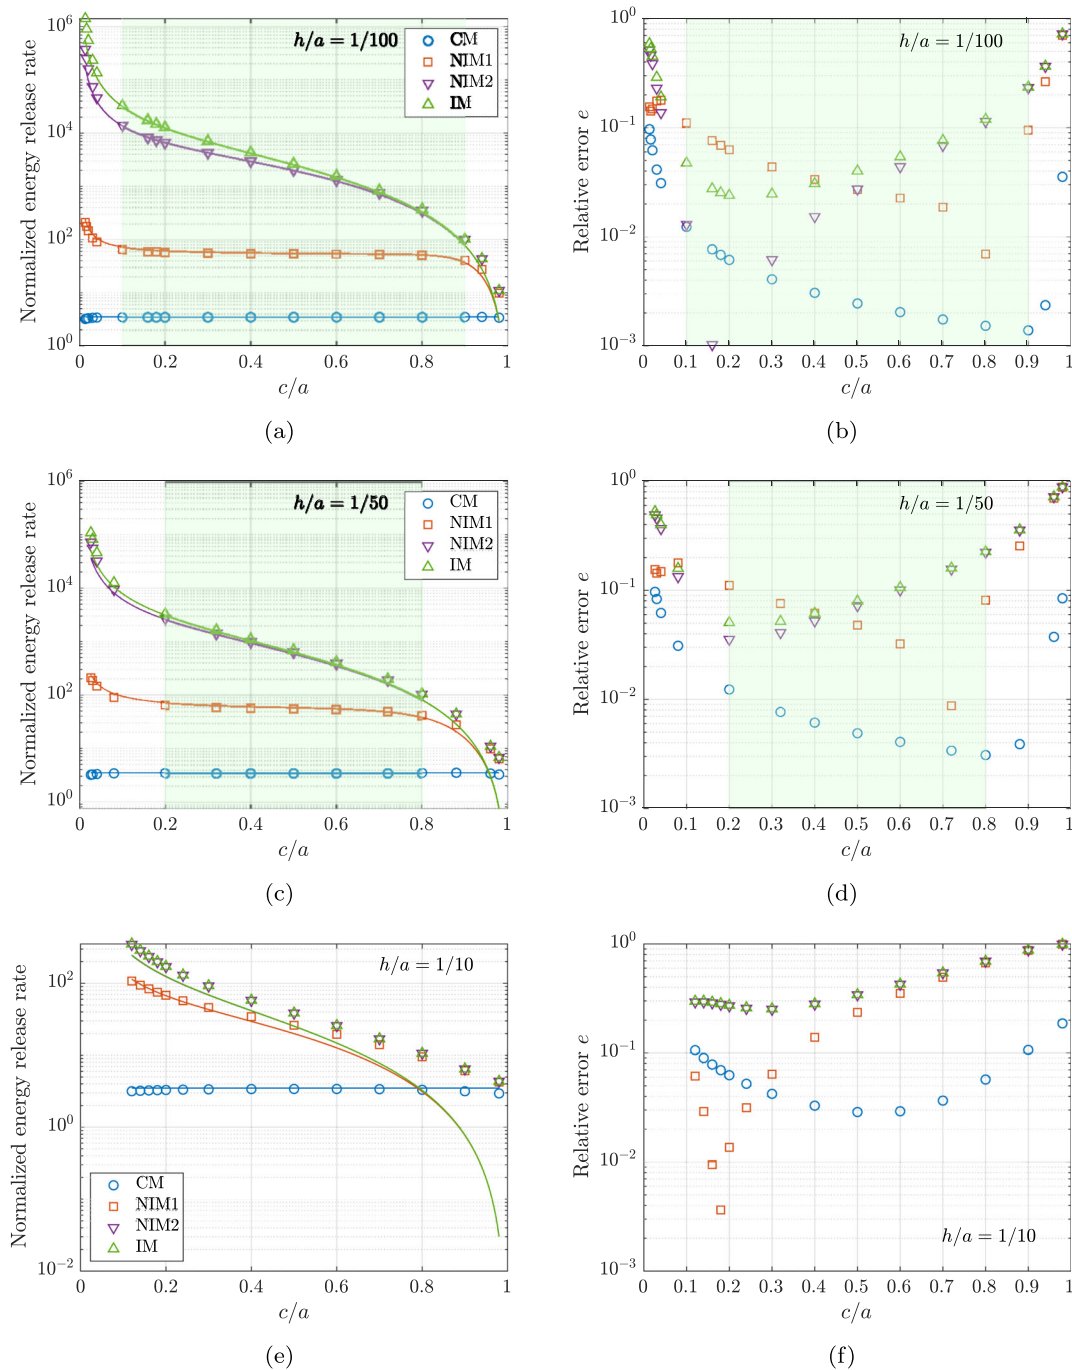 10^6
10^4
10^2
10^0
Normalized energy release rate
h/a = 1/100
CM
NIM1
NIM2
IM
0 0.2 0.4 0.6 0.8 1
c/a
(a)
10^0
10^-1
10^-2
10^-3
Relative error e
h/a = 1/100
0 0.1 0.2 0.3 0.4 0.5 0.6 0.7 0.8 0.9 1
c/a
(b)
10^6
10^4
10^2
10^0
Normalized energy release rate
h/a = 1/50
CM
NIM1
NIM2
IM
0 0.2 0.4 0.6 0.8 1
c/a
(c)
10^0
10^-1
10^-2
10^-3
Relative error e
h/a = 1/50
0 0.1 0.2 0.3 0.4 0.5 0.6 0.7 0.8 0.9 1
c/a
(d)
10^2
10^0
10^-2
Normalized energy release rate
h/a = 1/10
CM
NIM1
NIM2
IM
0 0.2 0.4 0.6 0.8 1
c/a
(e)
10^0
10^-1
10^-2
10^-3
Relative error e
h/a = 1/10
0 0.1 0.2 0.3 0.4 0.5 0.6 0.7 0.8 0.9 1
c/a
(f)